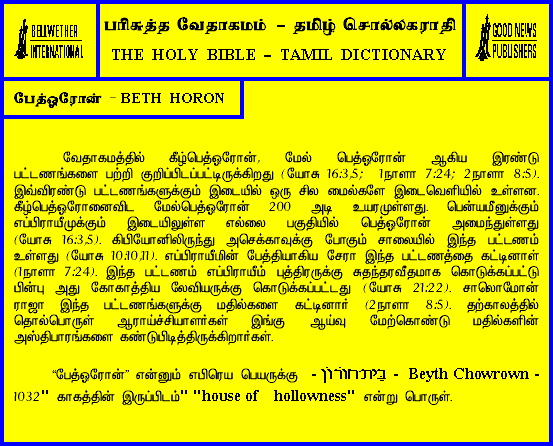 BELLWETHER
INTERNATIONAL
பரிசுத்த வேதாகமம் – தமிழ் சொல்லகராதி
THE HOLY BIBLE – TAMIL DICTIONARY
GOOD NEWS
PUBLISHERS
பேத்ஓரோன் – BETH HORON
வேதாகமத்தில் கீழ்பெத்ஓரோன், மேல் பெத்ஓரோன் ஆகிய இரண்டு
பட்டணங்களை பற்றி குறிப்பிடப்பட்டிருக்கிறது (யோசு 16:3,5; 1நாளா 7:24; 2நாளா 8:5).
இவ்விரண்டு பட்டணங்களுக்கும் இடையில் ஒரு சில மைல்களே இடைவெளியில் உள்ளன.
கீழ்பெத்ஓரோனைவிட மேல்பெத்ஓரோன் 200 அடி உயரமுள்ளது. பென்யமீனுக்கும்
எப்பிராயீமுக்கும் இடையிலுள்ள எல்லை பகுதியில் பெத்ஓரோன் அமைந்துள்ளது
(யோசு 16:3,5). கிபியோனிலிருந்து அசெக்காவுக்கு போகும் சாலையில் இந்த பட்டணம்
உள்ளது (யோசு 10:10,11). எப்பிராயீமின் பேத்தியாகிய சேரா இந்த பட்டணத்தை கட்டினாள்
(1நாளா 7:24). இந்த பட்டணம் எப்பிராயீம் புத்திரருக்கு சுதந்தரவீதமாக கொடுக்கப்பட்டு
பின்பு அது கோகாத்திய லேவியருக்கு கொடுக்கப்பட்டது (யோசு 21:22). சாலொமோன்
ராஜா இந்த பட்டணங்களுக்கு மதில்களை கட்டினார் (2நாளா 8:5). தற்காலத்தில்
தொல்பொருள் ஆராய்ச்சியாளர்கள் இங்கு ஆய்வு மேற்கொண்டு மதில்களின்
அஸ்திபாரங்களை கண்டுபிடித்திருக்கிறார்கள்.
“பேத்ஓரோன்” என்னும் எபிரெய பெயருக்கு - - Beyth Chowrown -
1032" காகத்தின் இருப்பிடம்" "house of hollowness" என்று பொருள்.